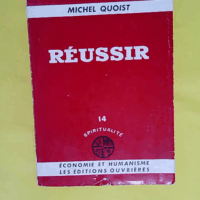 MICHEL QUOIST
RÉUSSIR
14
SPIRITUALITÉ
ÉCONOMIE ET HUMANISME
LES ÉDITIONS OUVRIÈRES